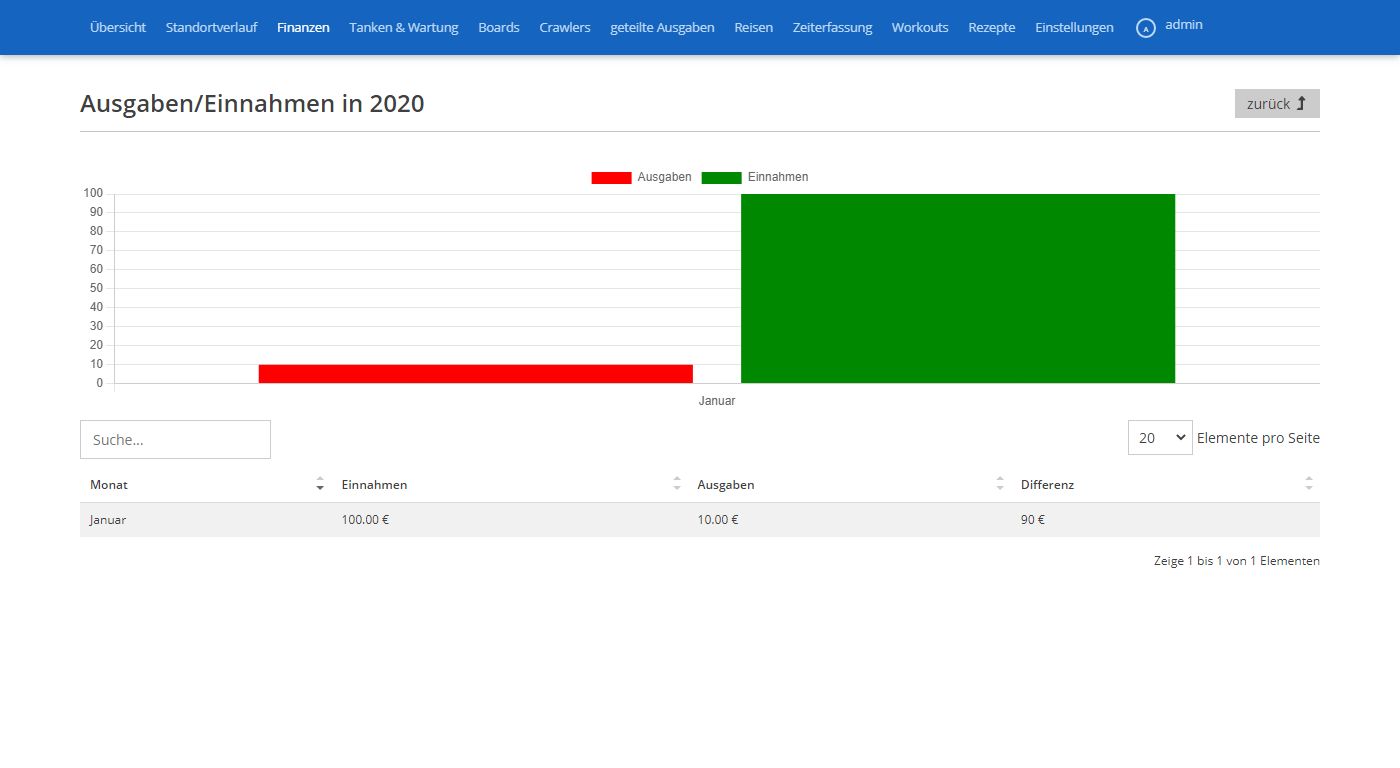 Übersicht Standortverlauf Finanzen Tanken & Wartung Boards Crawlers geteilte Ausgaben Reisen Zeiterfassung Workouts Rezepte Einstellungen A admin
Ausgaben/Einnahmen in 2020 zurück
Ausgaben Einnahmen
100
90
80
70
60
50
40
30
20
10
0
Januar
Suche... 20 Elemente pro Seite
Monat Einnahmen Ausgaben Differenz
Januar 100.00 € 10.00 € 90 €
Zeige 1 bis 1 von 1 Elementen